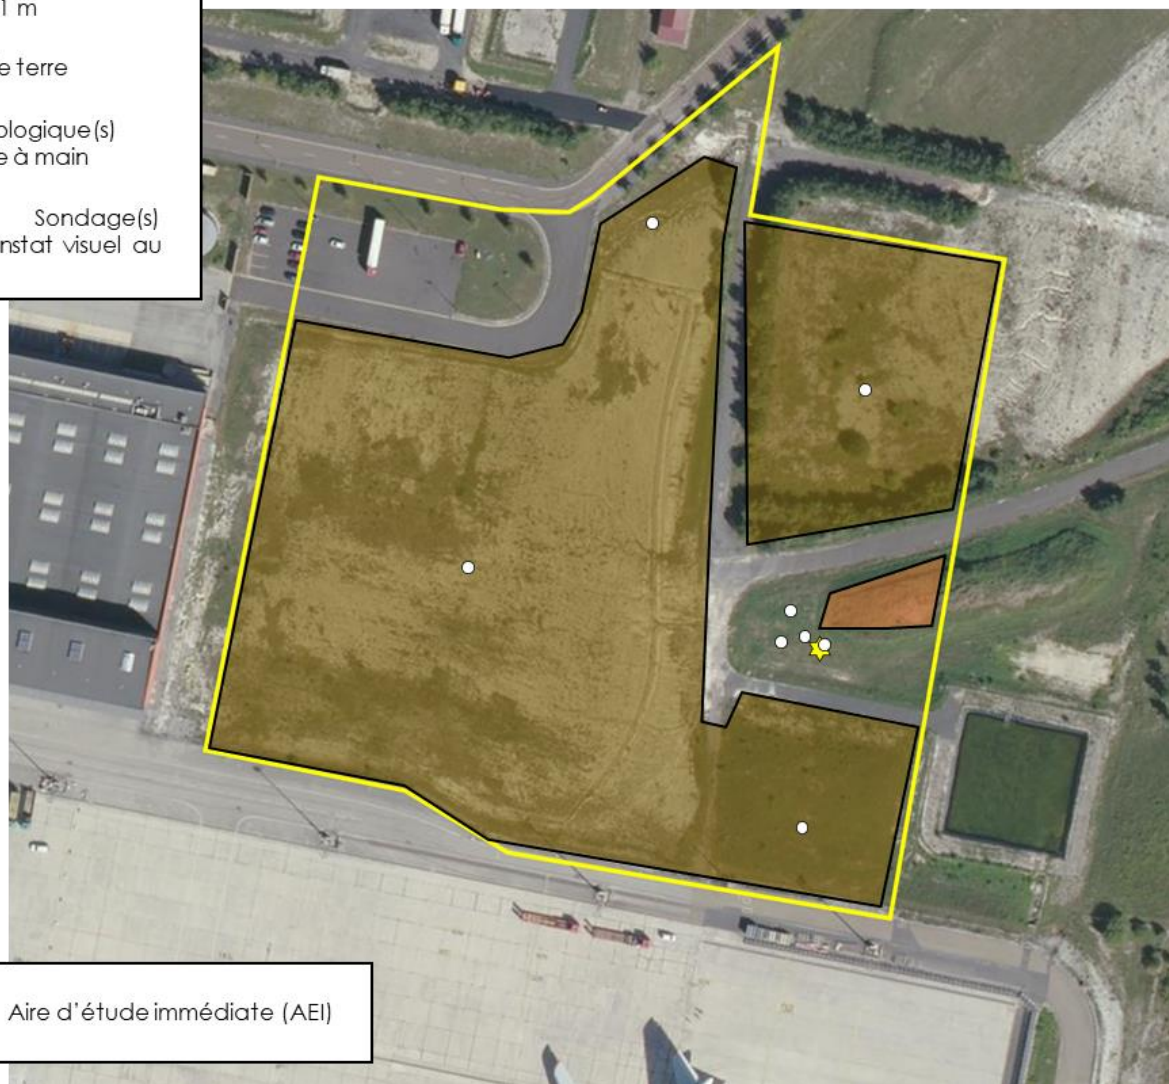 1 m
e terre
ologique(s)
e à main
Sondage(s)
nstat visuel au
Aire d'étude immédiate (AEI)